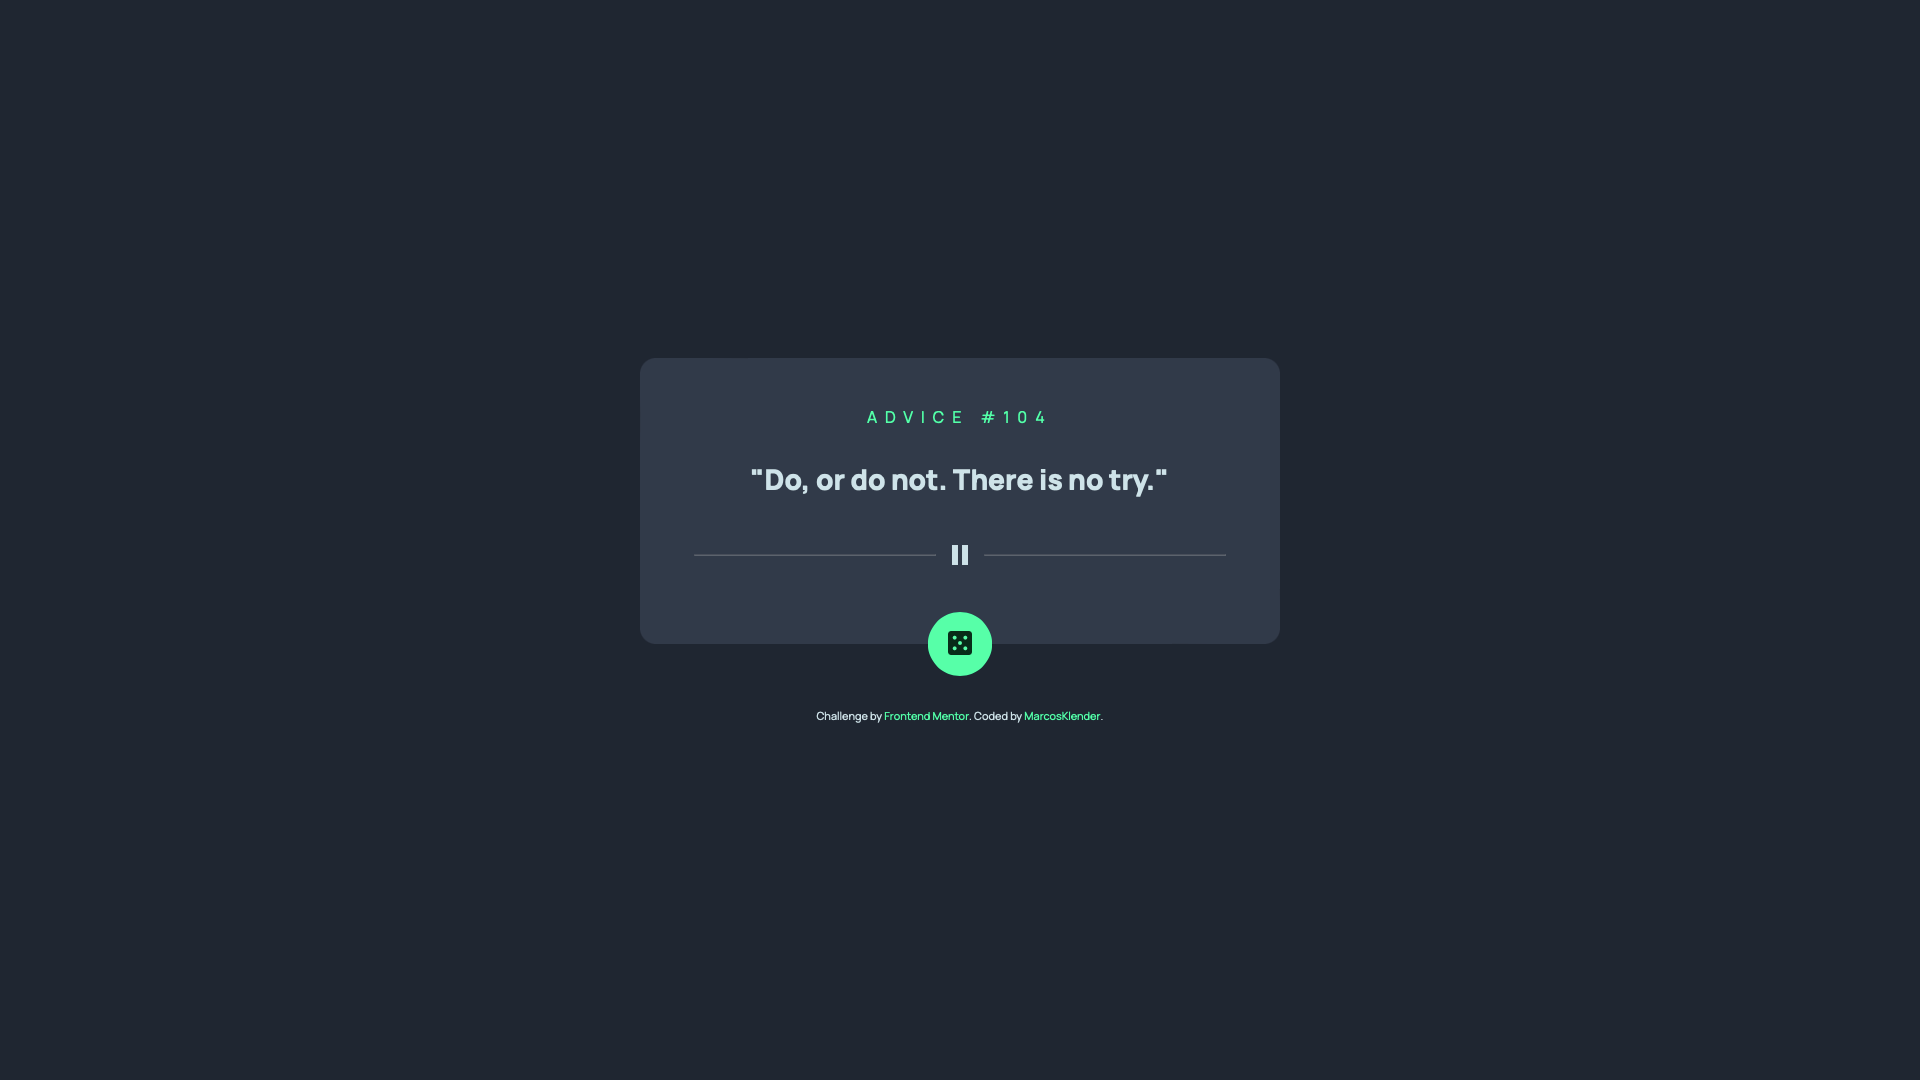 ADVICE #104
"Do, or do not. There is no try."
Challenge by Frontend Mentor. Coded by MarcosKlender.